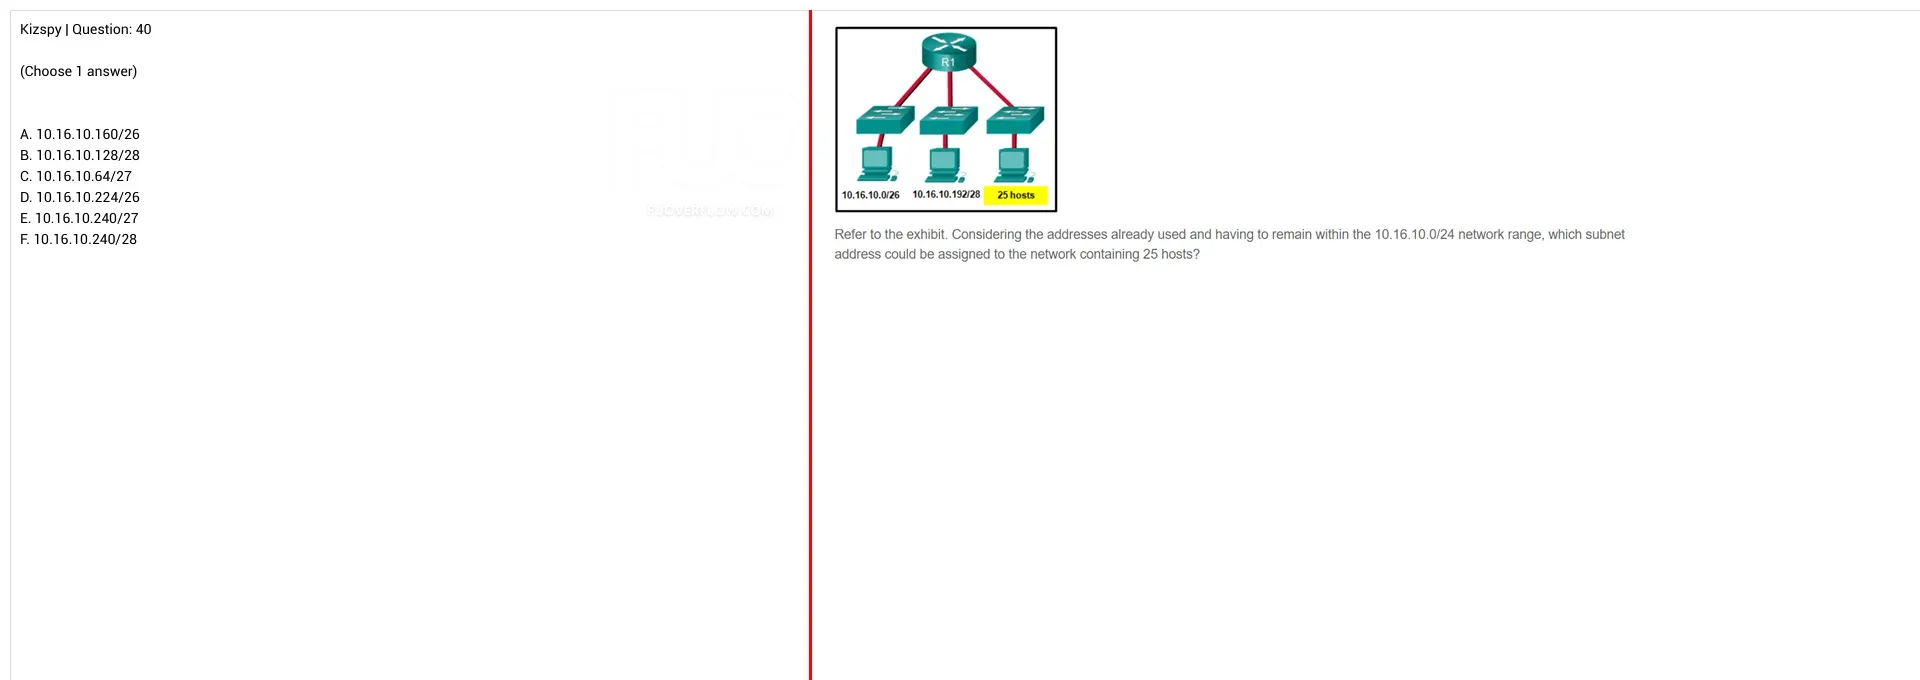 Kizspy | Question: 40
(Choose 1 answer)
A. 10.16.10.160/26
B. 10.16.10.128/28
C. 10.16.10.64/27
D. 10.16.10.224/26
E. 10.16.10.240/27
F. 10.16.10.240/28
FUOVERFLOW.COM
R1
10.16.10.0/26 10.16.10.192/28 25 hosts
Refer to the exhibit. Considering the addresses already used and having to remain within the 10.16.10.0/24 network range, which subnet
address could be assigned to the network containing 25 hosts?